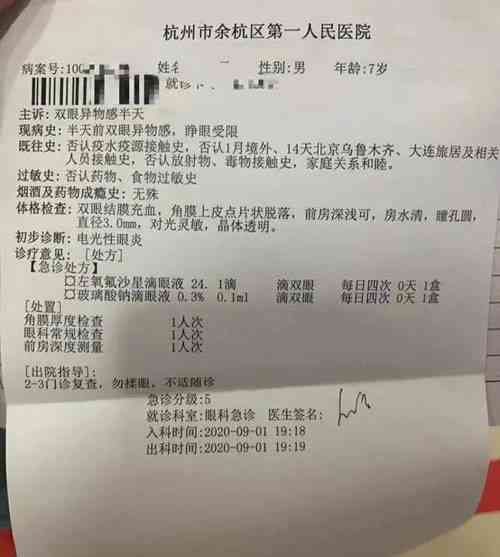 杭州市余杭区第一人民医院
病案号:100 姓名 性别:男 年龄:7岁
就诊
主诉: 双眼异物感半天
现病史: 半天前双眼异物感，睁眼受限
既往史: 否认疫水疫源接触史，否认1月境外、14天北京乌鲁木齐、大连旅居及相关
人员接触史，否认放射物、毒物接触史，家庭关系和睦。
过敏史: 否认药物、食物过敏史
烟酒及药物成瘾史: 无殊
体格检查: 双眼结膜充血，角膜上皮点片状脱落，前房深浅可，房水清，瞳孔圆，
直径3.0mm，对光灵敏，晶体透明。
初步诊断: 电光性眼炎
诊疗意见: [处方]
【急诊处方】
左氧氟沙星滴眼液 24. 1滴 滴双眼 每日四次 0天 1盒
玻璃酸钠滴眼液 0.3% 0.1ml 滴双眼 每日四次 0天 1盒
[处置]
角膜厚度检查 1人次
眼科常规检查 1人次
前房深度测量 1人次
[出院指导]:
2-3门诊复查，勿揉眼，不适随诊
急诊分级:5
就诊科室:眼科急诊 医生签名:
入科时间:2020-09-01 19:18
出科时间:2020-09-01 19:19